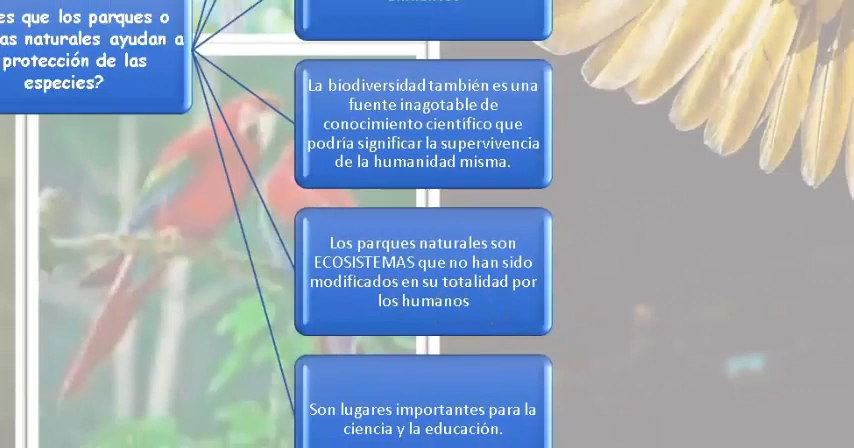 es que los parques o
as naturales ayudan a
protección de las
especies?
La biodiversidad también es una
fuente inagotable de
conocimiento científico que
podría significar la supervivencia
de la humanidad misma.
Los parques naturales son
ECOSISTEMAS que no han sido
modificados en su totalidad por
los humanos
Son lugares importantes para la
ciencia y la educación.